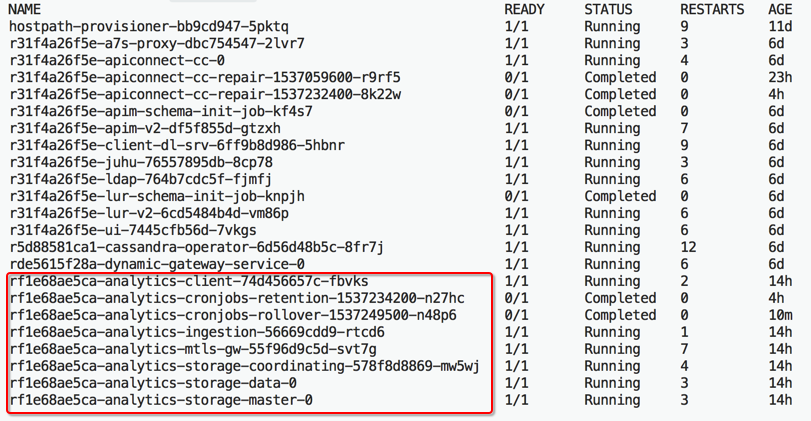 NAME READY STATUS RESTARTS AGE
hostpath-provisioner-bb9cd947-5pktq 1/1 Running 9 11d
r31f4a26f5e-a7s-proxy-dbc754547-2lvr7 1/1 Running 3 6d
r31f4a26f5e-apiconnect-cc-0 1/1 Running 4 6d
r31f4a26f5e-apiconnect-cc-repair-1537059600-r9rf5 0/1 Completed 0 23h
r31f4a26f5e-apiconnect-cc-repair-1537232400-8k22w 0/1 Completed 0 4h
r31f4a26f5e-apim-schema-init-job-kf4s7 0/1 Completed 0 6d
r31f4a26f5e-apim-v2-df5f855d-gtzxh 1/1 Running 7 6d
r31f4a26f5e-client-dl-srv-6ff9b8d986-5hbnr 1/1 Running 9 6d
r31f4a26f5e-juhu-76557895db-8cp78 1/1 Running 3 6d
r31f4a26f5e-ldap-764b7cdc5f-fjmfj 1/1 Running 6 6d
r31f4a26f5e-lur-schema-init-job-knpjh 0/1 Completed 0 6d
r31f4a26f5e-lur-v2-6cd5484b4d-vm86p 1/1 Running 6 6d
r31f4a26f5e-ui-7445cfb56d-7vkgs 1/1 Running 6 6d
r5d88581ca1-cassandra-operator-6d56d48b5c-8fr7j 1/1 Running 12 6d
rde5615f28a-dynamic-gateway-service-0 1/1 Running 6 6d
rf1e68ae5ca-analytics-client-74d456657c-fbvks 1/1 Running 2 14h
rf1e68ae5ca-analytics-cronjobs-retention-1537234200-n27hc 0/1 Completed 0 4h
rf1e68ae5ca-analytics-cronjobs-rollover-1537249500-n48p6 0/1 Completed 0 10m
rf1e68ae5ca-analytics-ingestion-56669cdd9-rtcd6 1/1 Running 1 14h
rf1e68ae5ca-analytics-mtls-gw-55f96d9c5d-svt7g 1/1 Running 7 14h
rf1e68ae5ca-analytics-storage-coordinating-578f8d8869-mw5wj 1/1 Running 4 14h
rf1e68ae5ca-analytics-storage-data-0 1/1 Running 3 14h
rf1e68ae5ca-analytics-storage-master-0 1/1 Running 3 14h